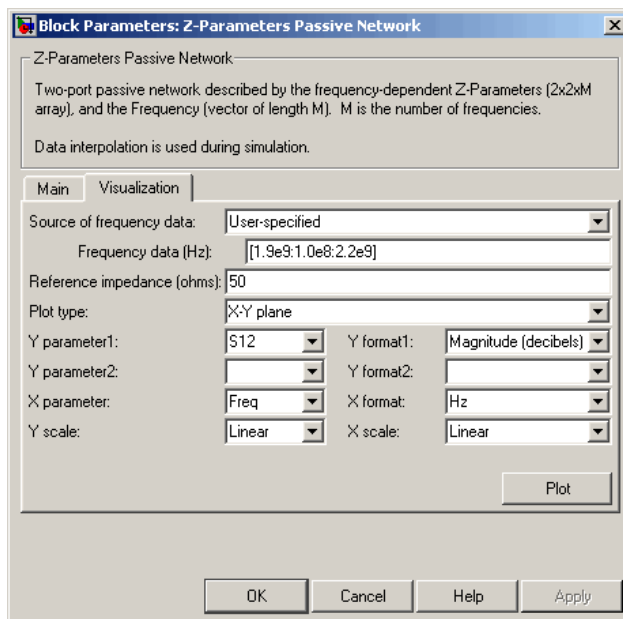 Block Parameters: Z-Parameters Passive Network
Z-Parameters Passive Network
Two-port passive network described by the frequency-dependent Z-Parameters (2x2xM
array), and the Frequency (vector of length M). M is the number of frequencies.
Data interpolation is used during simulation.
Main Visualization
Source of frequency data: User-specified
Frequency data (Hz): [1.9e9:1.0e8:2.2e9]
Reference impedance (ohms): 50
Plot type: X-Y plane
Y parameter1: S12 Y format1: Magnitude (decibels)
Y parameter2: Y format2:
X parameter: Freq X format: Hz
Y scale: Linear X scale: Linear
Plot
OK Cancel Help Apply